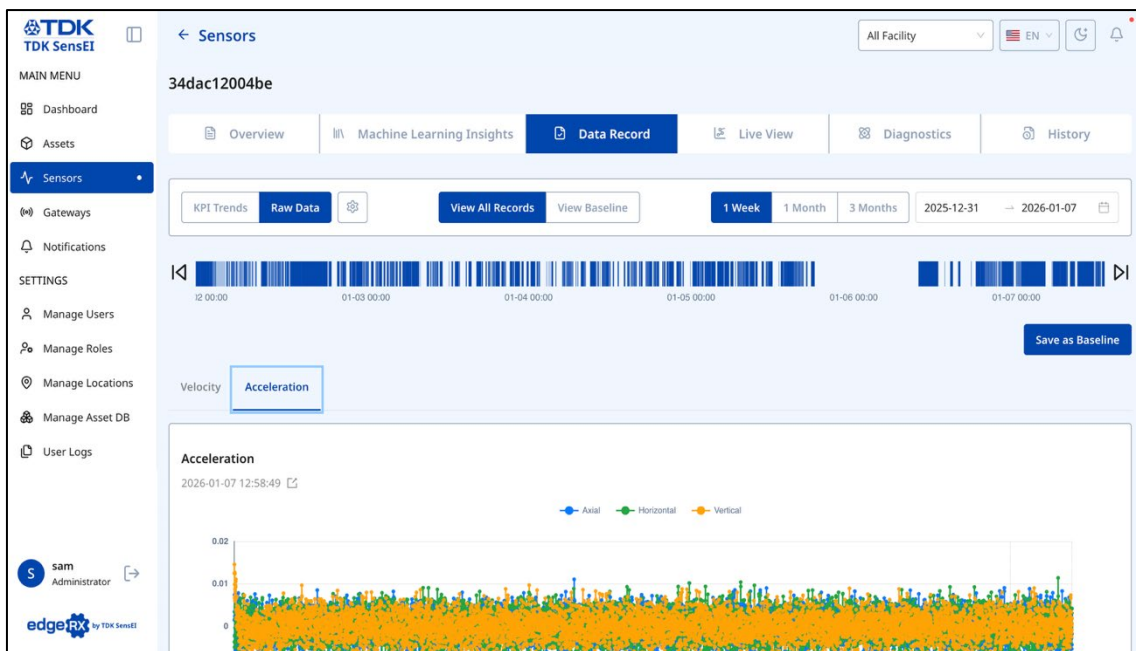 TDK
TDK SensEI
← Sensors
All Facility
EN
MAIN MENU
Dashboard
Assets
Sensors
Gateways
Notifications
SETTINGS
Manage Users
Manage Roles
Manage Locations
Manage Asset DB
User Logs
S
sam
Administrator
edgeRX by TDK SensEI
34dac12004be
Overview
Machine Learning Insights
Data Record
Live View
Diagnostics
History
KPI Trends
Raw Data
View All Records
View Baseline
1 Week
1 Month
3 Months
2025-12-31 → 2026-01-07
12 00:00
01-03 00:00
01-04 00:00
01-05 00:00
01-06 00:00
01-07 00:00
Save as Baseline
Velocity
Acceleration
Acceleration
2026-01-07 12:58:49
Axial
Horizontal
Vertical
0.02
0.01
0